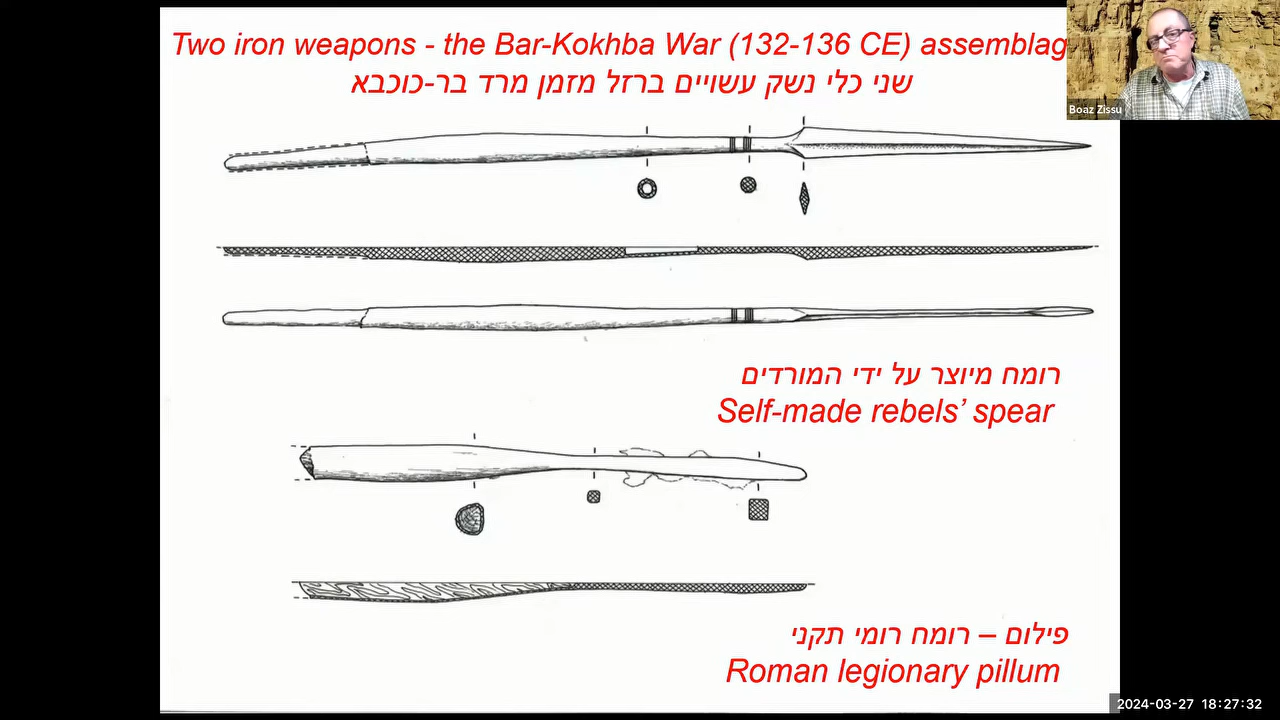 Two iron weapons - the Bar-Kokhba War (132-136 CE) assemblag
שני כלי נשק עשויים ברזל מזמן מרד בר-כוכבא
Boaz Zissu
רומח מיוצר על ידי המורדים
Self-made rebels’ spear
פילום – רומח רומי תקני
Roman legionary pillum
2024-03-27 18:27:32